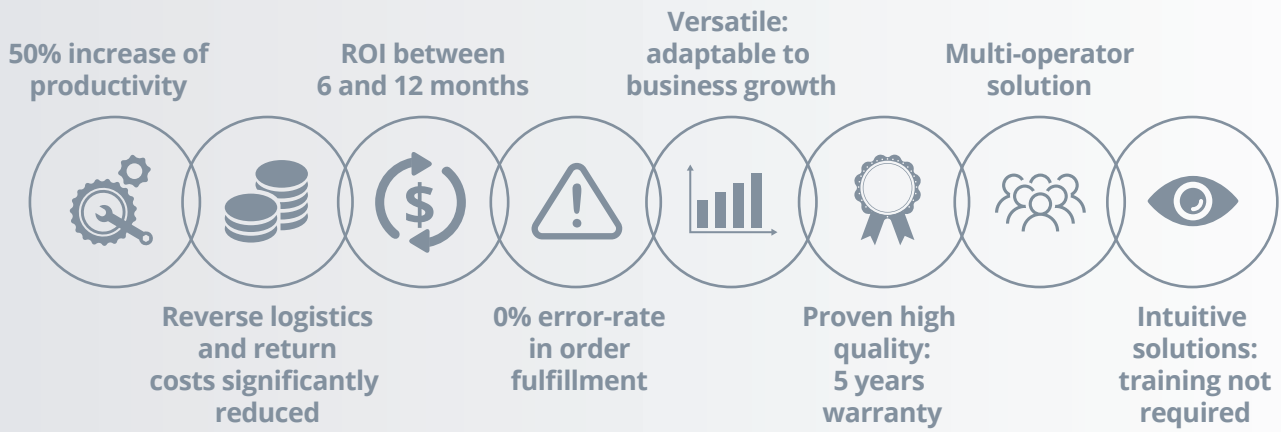 50% increase of
productivity
Reverse logistics
and return
costs significantly
reduced
ROI between
6 and 12 months
$
0% error-rate
in order
fulfillment
Versatile:
adaptable to
business growth
Proven high
quality:
5 years
warranty
Multi-operator
solution
Intuitive
solutions:
training not
required